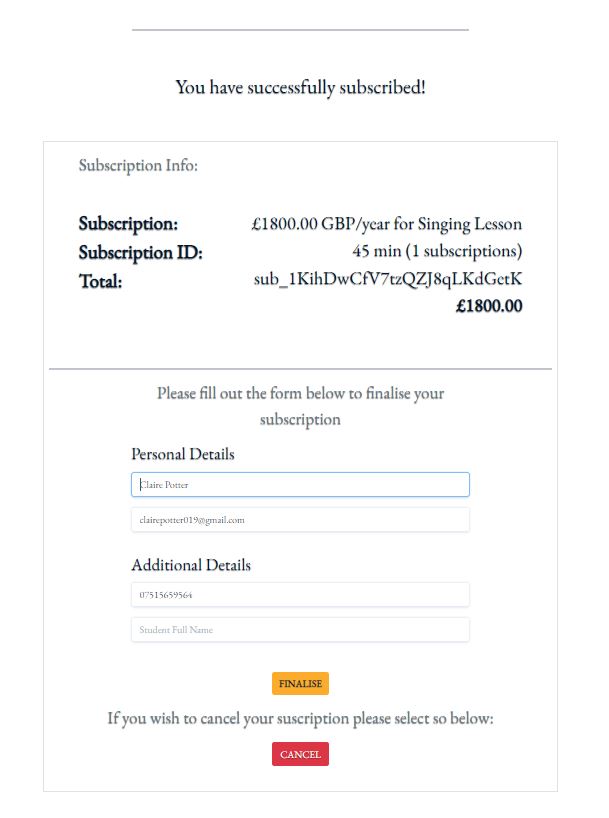 You have successfully subscribed!
Subscription Info:
Subscription: £1800.00 GBP/year for Singing Lesson
Subscription ID: 45 min (1 subscriptions)
Total: sub_1KihDwCfV7tzQZJ8qLKdGetK
£1800.00
Please fill out the form below to finalise your
subscription
Personal Details
Claire Potter
clairepotter019@gmail.com
Additional Details
07515659564
Student Full Name
FINALISE
If you wish to cancel your suscription please select so below:
CANCEL